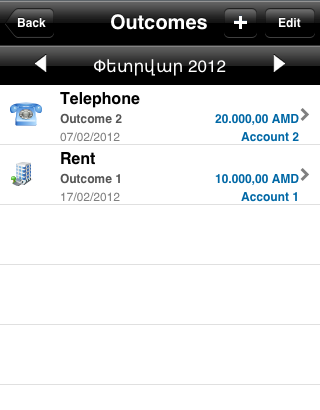 Back Outcomes + Edit
Փետրվար 2012
Telephone
Outcome 2 20.000,00 AMD
07/02/2012 Account 2
Rent
Outcome 1 10.000,00 AMD
17/02/2012 Account 1